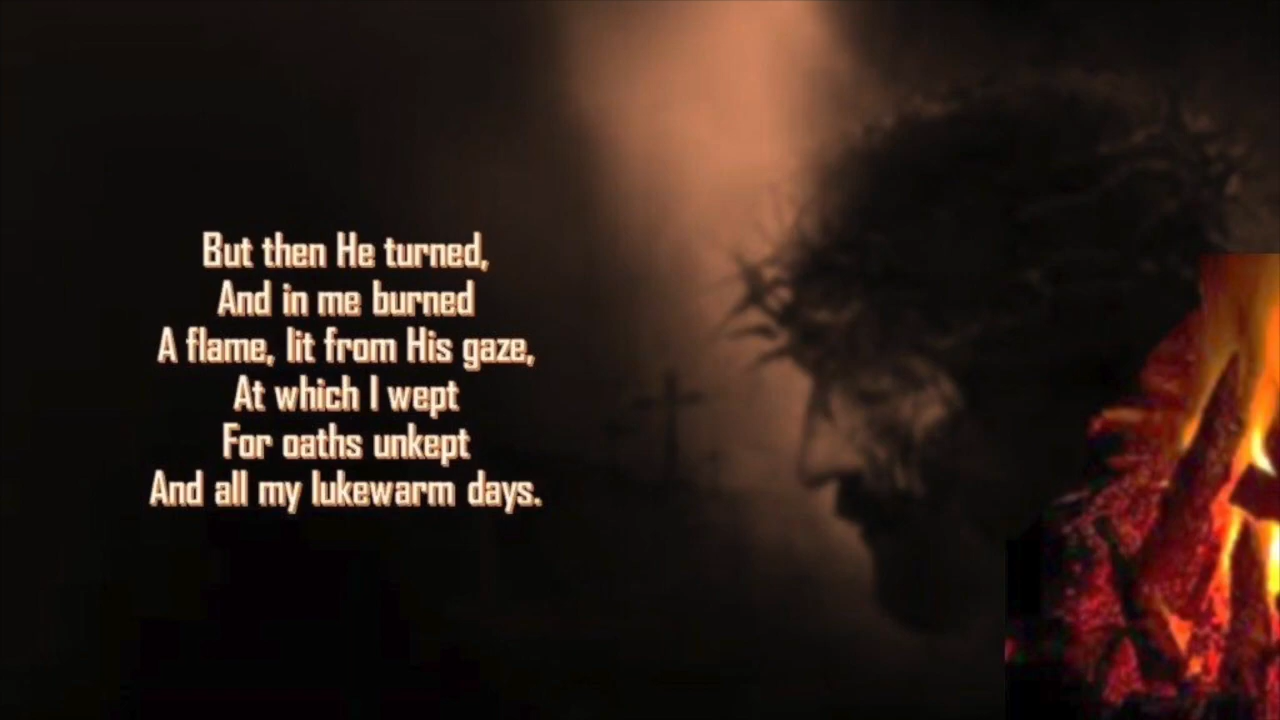 But then He turned,
And in me burned
A flame, lit from His gaze,
At which I wept
For oaths unkept
And all my lukewarm days.